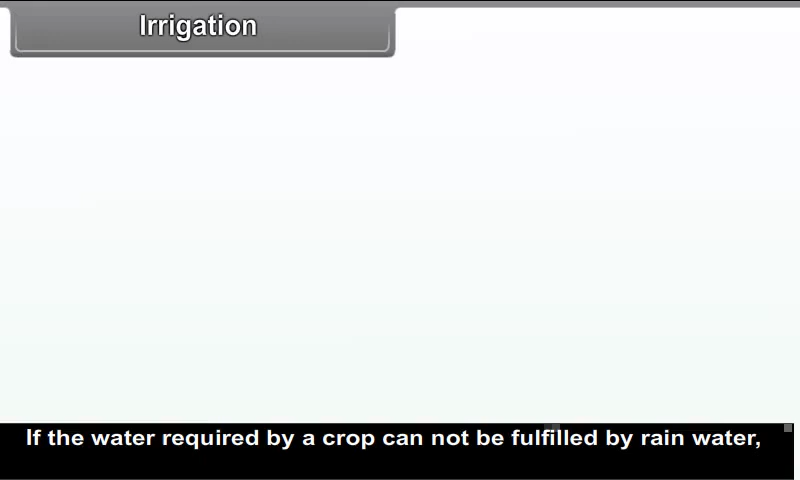 Irrigation
If the water required by a crop can not be fulfilled by rain water,